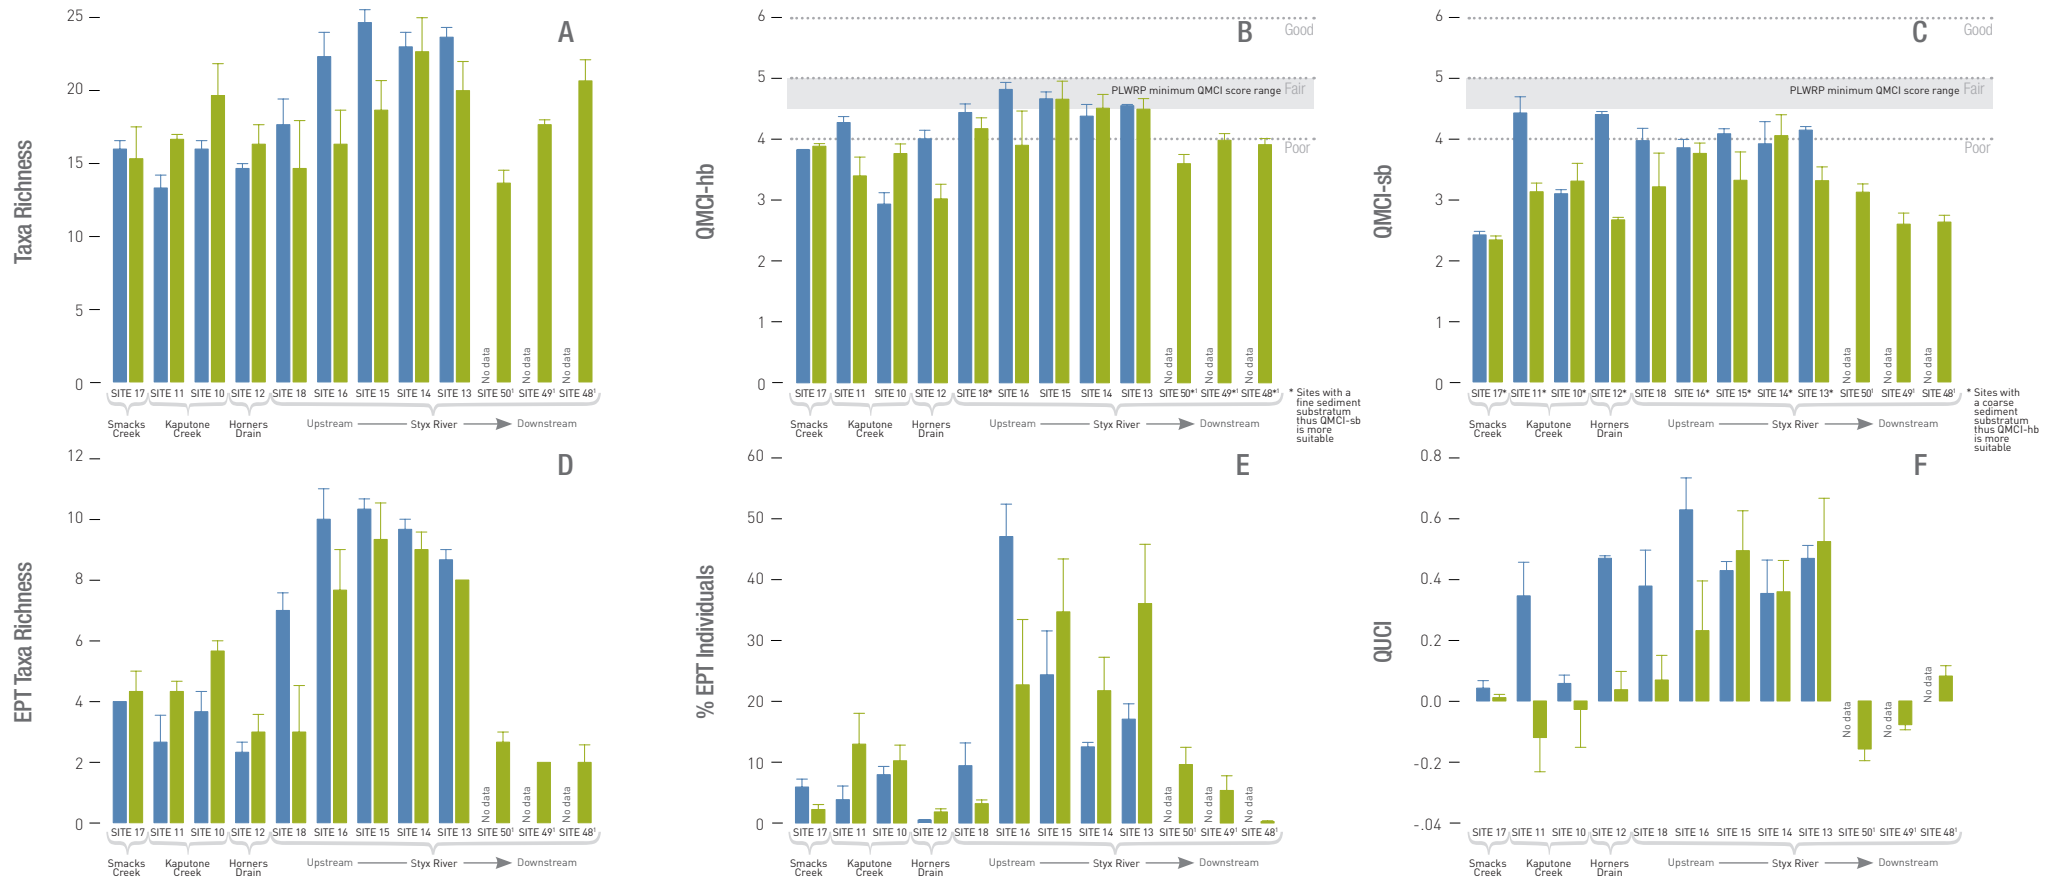 A
Taxa Richness
25
20
15
10
5
0
No data
No data
No data
SITE 17 SITE 11 SITE 10 SITE 12 SITE 18 SITE 16 SITE 15 SITE 14 SITE 13 SITE 50¹ SITE 49¹ SITE 48¹
Smacks Creek
Kaputone Creek
Horners Drain
Upstream Styx River Downstream
B
QMCI-hb
6
5
4
3
2
1
0
Good
PLWRP minimum QMCI score range Fair
Poor
No data
No data
No data
SITE 17 SITE 11 SITE 10 SITE 12 SITE 18* SITE 16 SITE 15 SITE 14 SITE 13 SITE 50*¹ SITE 49*¹ SITE 48*¹
Smacks Creek
Kaputone Creek
Horners Drain
Upstream Styx River Downstream
* Sites with a
fine sediment
substratum
thus QMCI-sb
is more
suitable
C
QMCI-sb
6
5
4
3
2
1
0
Good
PLWRP minimum QMCI score range Fair
Poor
No data
No data
No data
SITE 17* SITE 11* SITE 10* SITE 12* SITE 18 SITE 16* SITE 15* SITE 14* SITE 13* SITE 50¹ SITE 49¹ SITE 48¹
Smacks Creek
Kaputone Creek
Horners Drain
Upstream Styx River Downstream
* Sites with
a coarse
sediment
substratum
thus QMCI-hb
is more
suitable
D
EPT Taxa Richness
12
10
8
6
4
2
0
No data
No data
No data
SITE 17 SITE 11 SITE 10 SITE 12 SITE 18 SITE 16 SITE 15 SITE 14 SITE 13 SITE 50¹ SITE 49¹ SITE 48¹
Smacks Creek
Kaputone Creek
Horners Drain
Upstream Styx River Downstream
E
% EPT Individuals
60
50
40
30
20
10
0
No data
No data
No data
SITE 17 SITE 11 SITE 10 SITE 12 SITE 18 SITE 16 SITE 15 SITE 14 SITE 13 SITE 50¹ SITE 49¹ SITE 48¹
Smacks Creek
Kaputone Creek
Horners Drain
Upstream Styx River Downstream
F
QUCI
0.8
0.6
0.4
0.2
0.0
-0.2
-.04
No data
No data
No data
SITE 17 SITE 11 SITE 10 SITE 12 SITE 18 SITE 16 SITE 15 SITE 14 SITE 13 SITE 50¹ SITE 49¹ SITE 48¹
Smacks Creek
Kaputone Creek
Horners Drain
Upstream Styx River Downstream